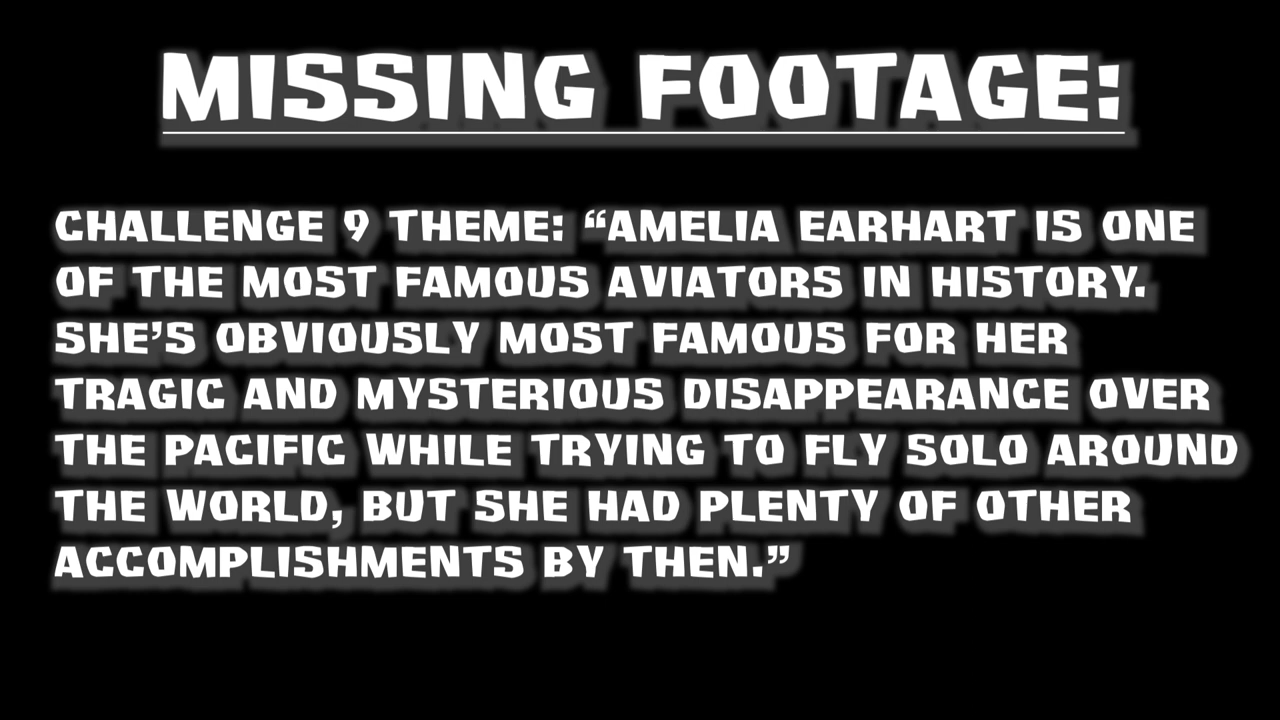 MISSING FOOTAGE:
CHALLENGE 9 THEME: “AMELIA EARHART IS ONE
OF THE MOST FAMOUS AVIATORS IN HISTORY.
SHE’S OBVIOUSLY MOST FAMOUS FOR HER
TRAGIC AND MYSTERIOUS DISAPPEARANCE OVER
THE PACIFIC WHILE TRYING TO FLY SOLO AROUND
THE WORLD, BUT SHE HAD PLENTY OF OTHER
ACCOMPLISHMENTS BY THEN.”